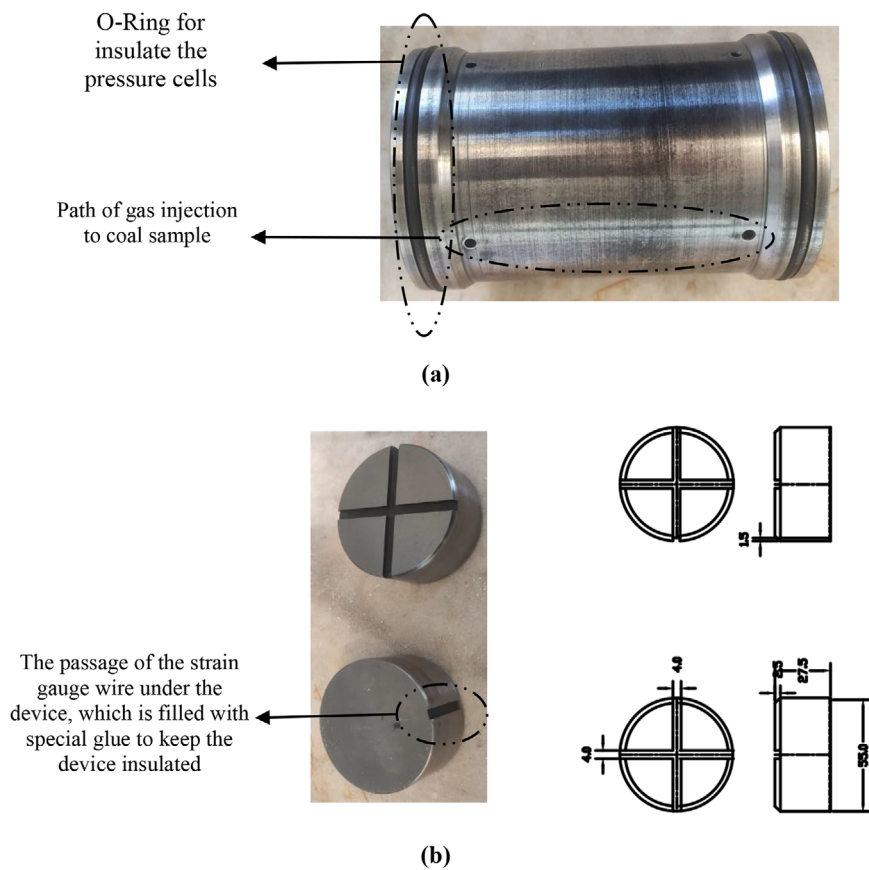 O-Ring for
insulate the
pressure cells
Path of gas injection
to coal sample
(a)
1.5
The passage of the strain
gauge wire under the
device, which is filled with
special glue to keep the
device insulated
4.0
4.0
2.5
27.5
55.0
(b)